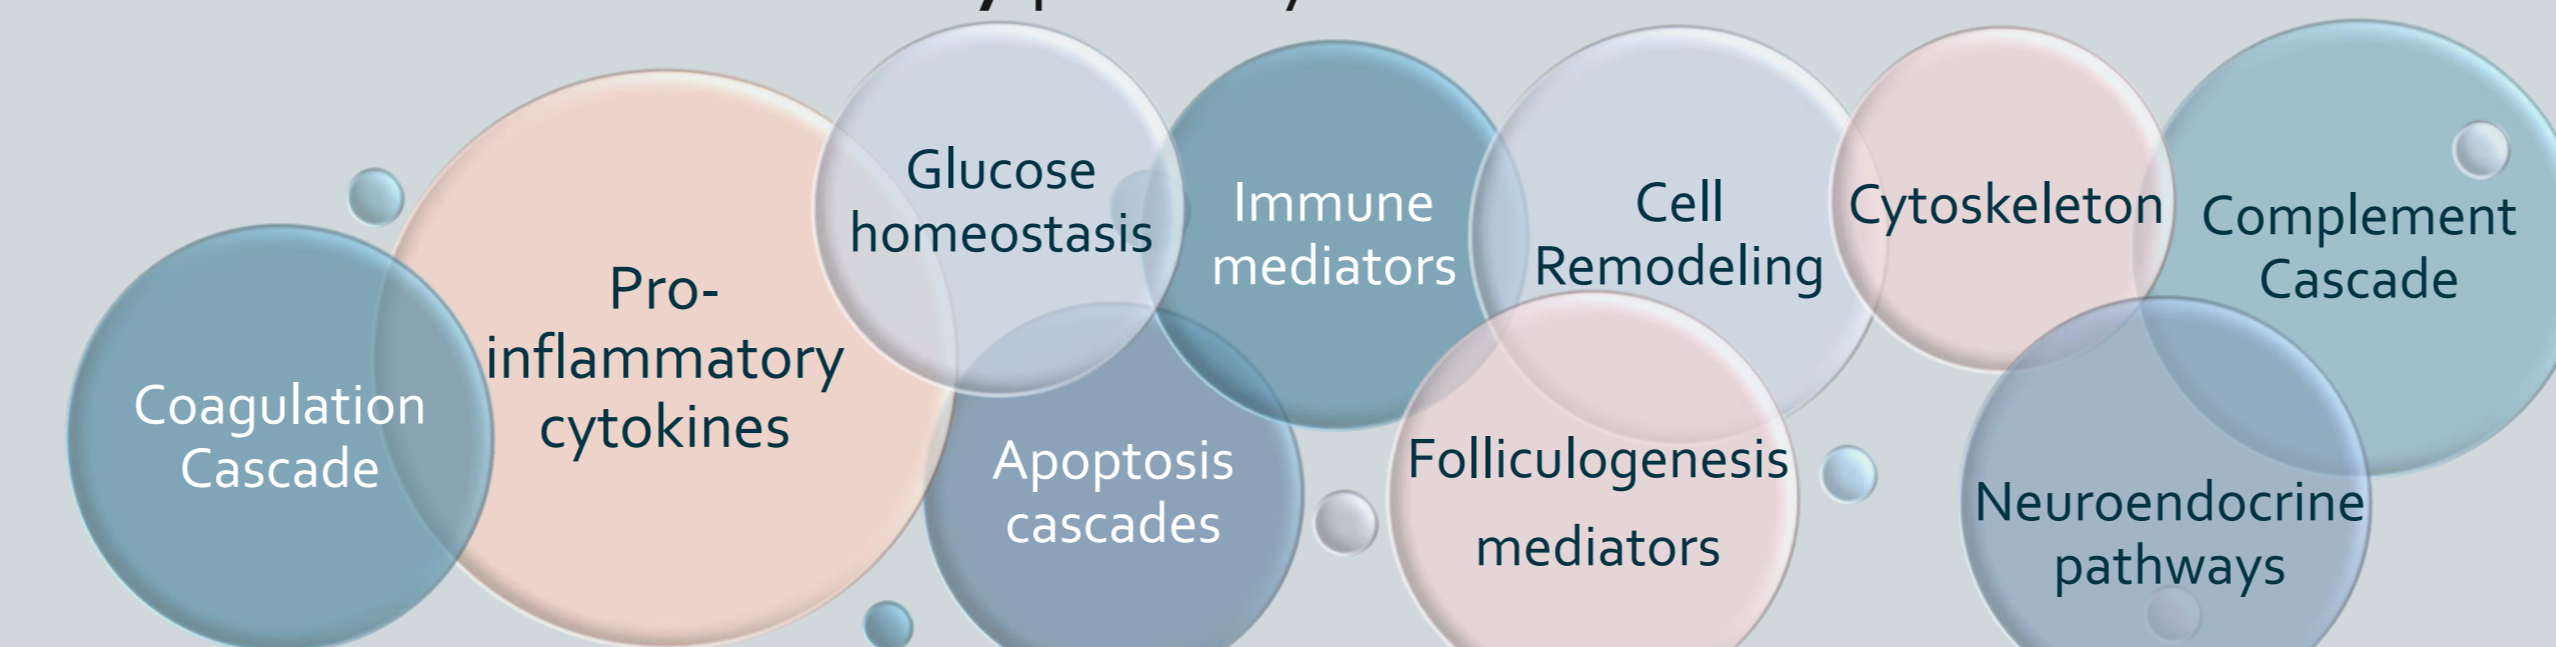 Coagulation
Cascade
Pro-
inflammatory
cytokines
Glucose
homeostasis
Apoptosis
cascades
Immune
mediators
Cell
Remodeling
Folliculogenesis
mediators
Cytoskeleton
Complement
Cascade
Neuroendocrine
pathways